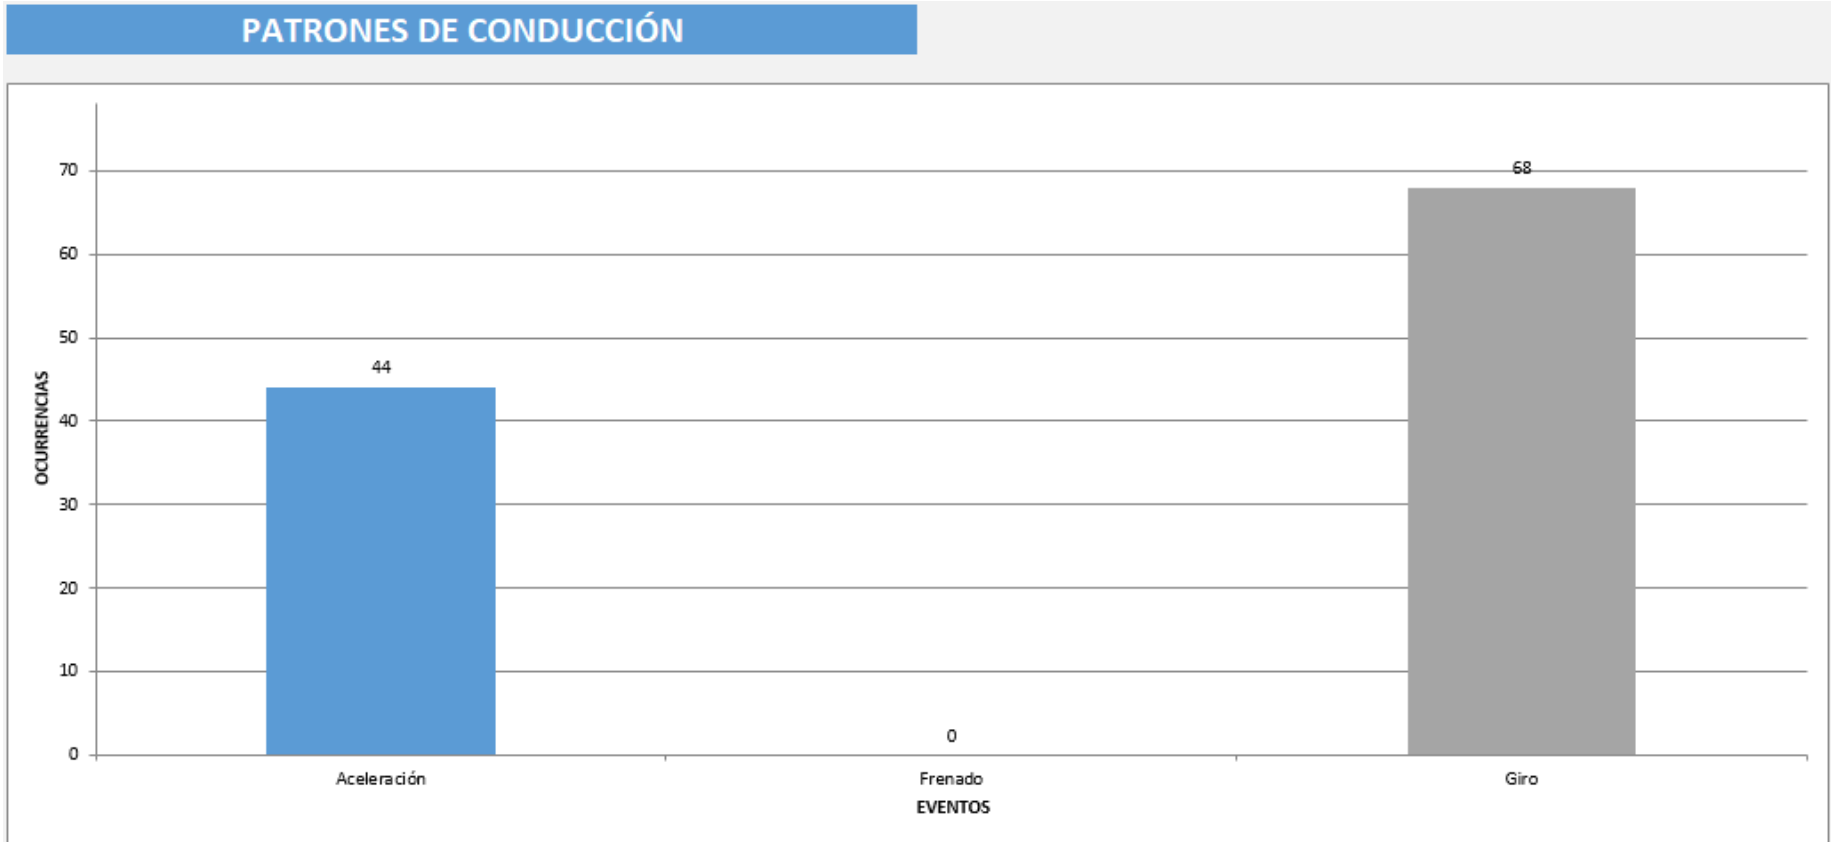 PATRONES DE CONDUCCIÓN
70
60
50
40
30
20
10
0
OCURRENCIAS
44
0
68
Aceleración
Frenado
Giro
EVENTOS